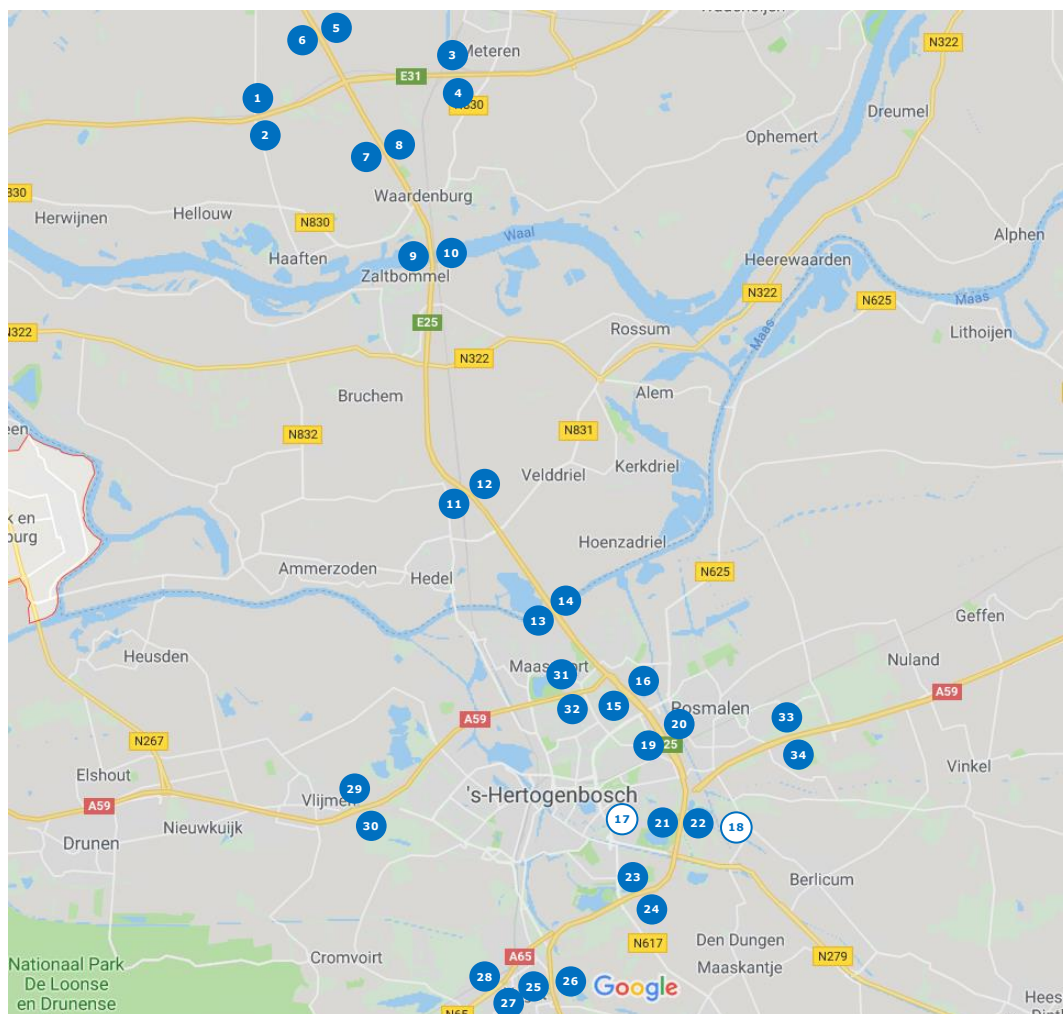 5
6
3
Meteren
N322
E31
1
4
N830
Dreumel
2
Ophemert
8
7
Waardenburg
Herwijnen
Hellouw
N830
Waal
Alphen
10
9
Haaften
Heerewaarden
Zaltbommel
N322
N625
Maas
E25
Rossum
Maas
Lithoijen
N322
N322
Alem
Bruchem
N831
N832
Kerkdriel
Velddriel
12
11
Hoenzadriel
Ammerzoden
Hedel
N625
14
13
Geffen
Heusden
Nuland
31
16
A59
32
15
Rosmalen
33
A59
20
19
N267
34
Vinkel
Elshout
29
's-Hertogenbosch
Vlijmen
A59
17
21
22
18
Nieuwkuijk
30
Drunen
23
Berlicum
24
Den Dungen
N617
A65
Cromvoirt
N279
Maaskantje
Nationaal Park
De Loonse
en Drunense
28
26
25
Google
27
N65